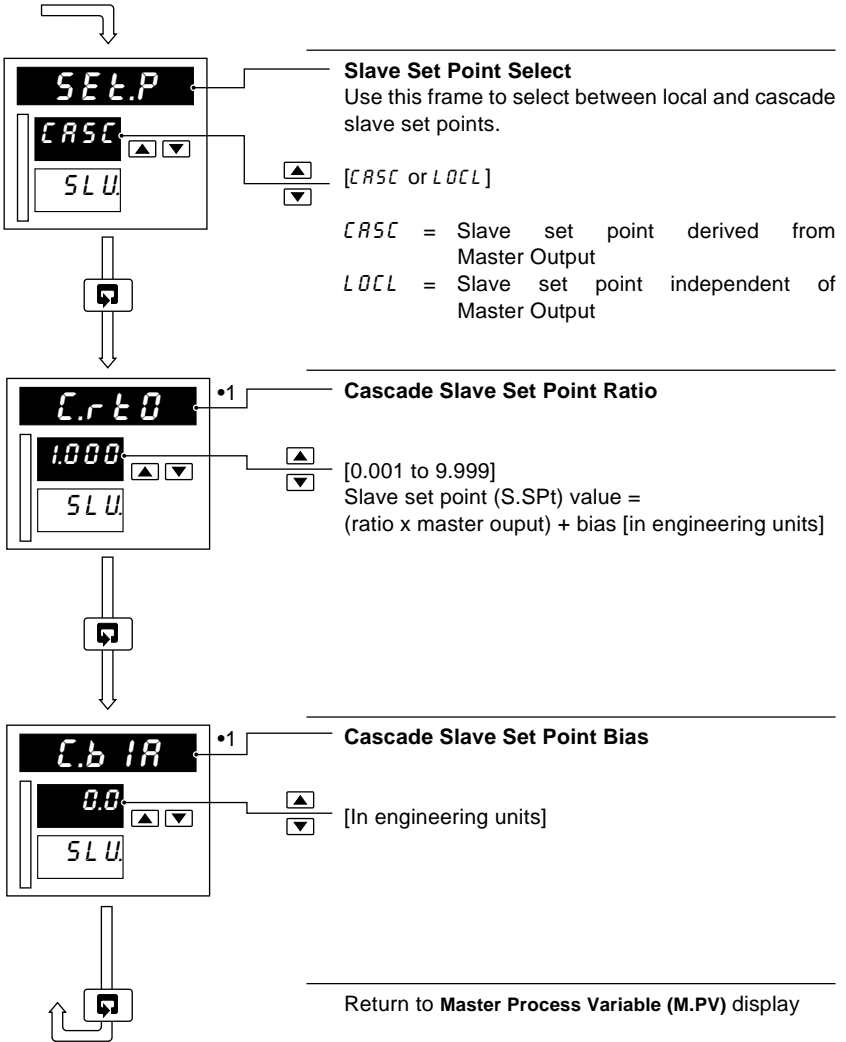 SEt.P
CASC
SLV.
Slave Set Point Select
Use this frame to select between local and cascade
slave set points.
[CASC or LOCL]
CASC = Slave set point derived from
Master Output
LOCL = Slave set point independent of
Master Output
C.rtO
•1
1.000
SLV.
Cascade Slave Set Point Ratio
[0.001 to 9.999]
Slave set point (S.SPt) value =
(ratio x master ouput) + bias [in engineering units]
C.bIA
•1
0.0
SLV.
Cascade Slave Set Point Bias
[In engineering units]
Return to Master Process Variable (M.PV) display